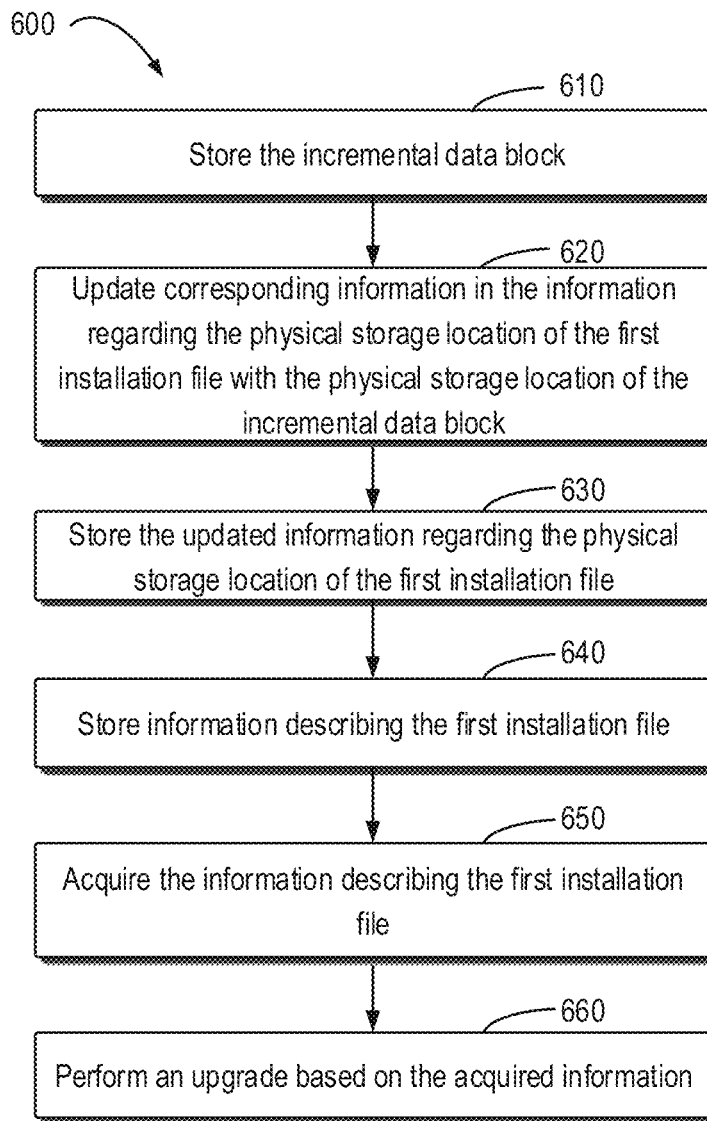 600
610
Store the incremental data block
620
Update corresponding information in the information
regarding the physical storage location of the first
installation file with the physical storage location of the
incremental data block
630
Store the updated information regarding the physical
storage location of the first installation file
640
Store information describing the first installation file
650
Acquire the information describing the first installation
file
660
Perform an upgrade based on the acquired information